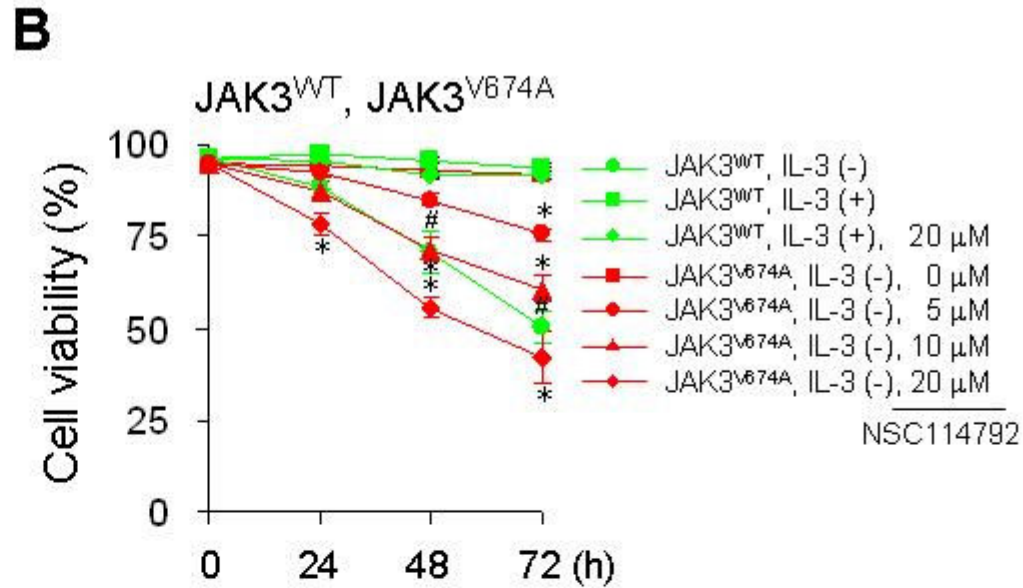 B
JAK3WT, JAK3V674A
Cell viability (%)
100
75
50
25
0
0 24 48 72 (h)
*
#
*
*
*
*
#
*
JAK3WT, IL-3 (-)
JAK3WT, IL-3 (+)
JAK3WT, IL-3 (+), 20 μM
JAK3V674A, IL-3 (-), 0 μM
JAK3V674A, IL-3 (-), 5 μM
JAK3V674A, IL-3 (-), 10 μM
JAK3V674A, IL-3 (-), 20 μM
NSC114792